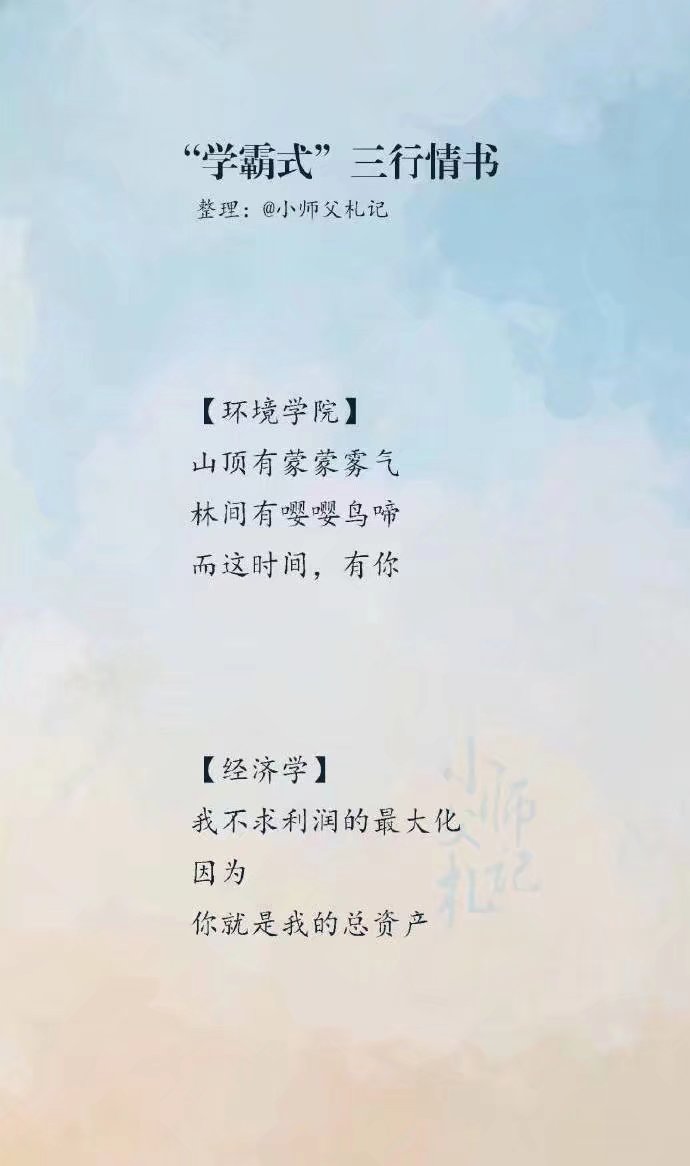 “学霸式”三行情书
整理：@小师父札记
【环境学院】
山顶有蒙蒙雾气
林间有嘤嘤鸟啼
而这时间，有你
【经济学】
我不求利润的最大化
因为
你就是我的总资产
小师父札记